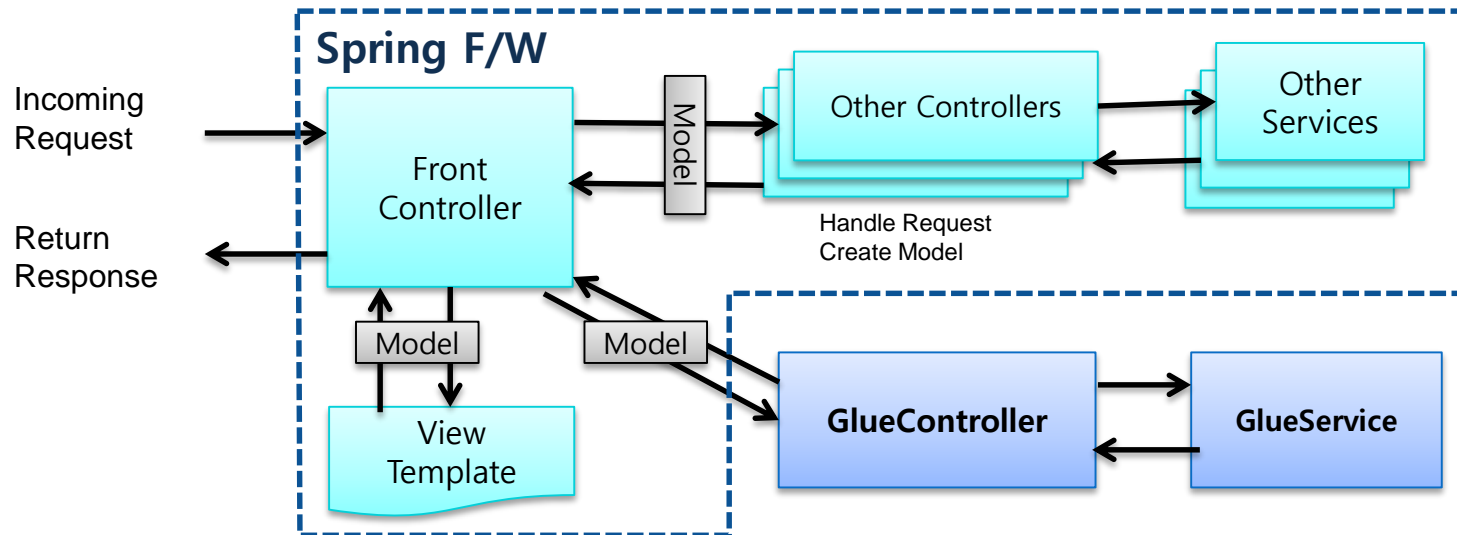 Spring F/W
Incoming
Request
Return
Response
Front
Controller
Model
Other Controllers
Other
Services
Handle Request
Create Model
Model
Model
View
Template
GlueController
GlueService